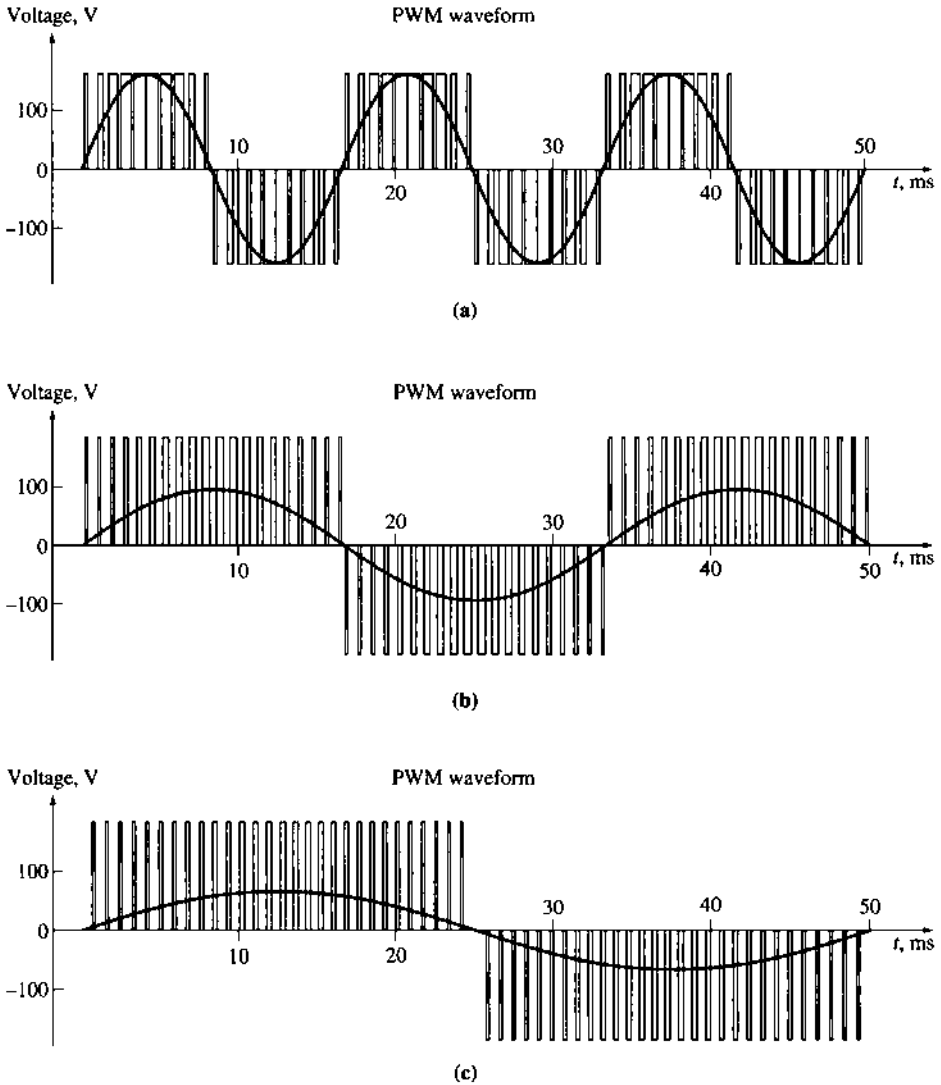 Voltage, V PWM waveform
100
10 30 50
0
20 40 t, ms
-100
(a)
Voltage, V PWM waveform
100
20 30
0
10 40 50 t, ms
-100
(b)
Voltage, V PWM waveform
100
30 40 50
0
10 20 t, ms
-100
(c)